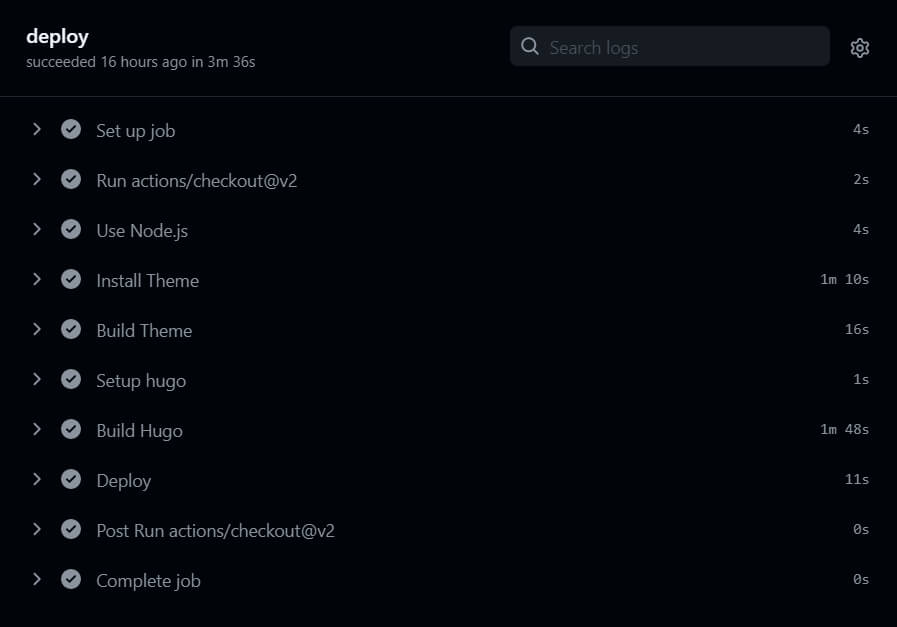 deploy
succeeded 16 hours ago in 3m 36s
Search logs
Set up job 4s
Run actions/checkout@v2 2s
Use Node.js 4s
Install Theme 1m 10s
Build Theme 16s
Setup hugo 1s
Build Hugo 1m 48s
Deploy 11s
Post Run actions/checkout@v2 0s
Complete job 0s